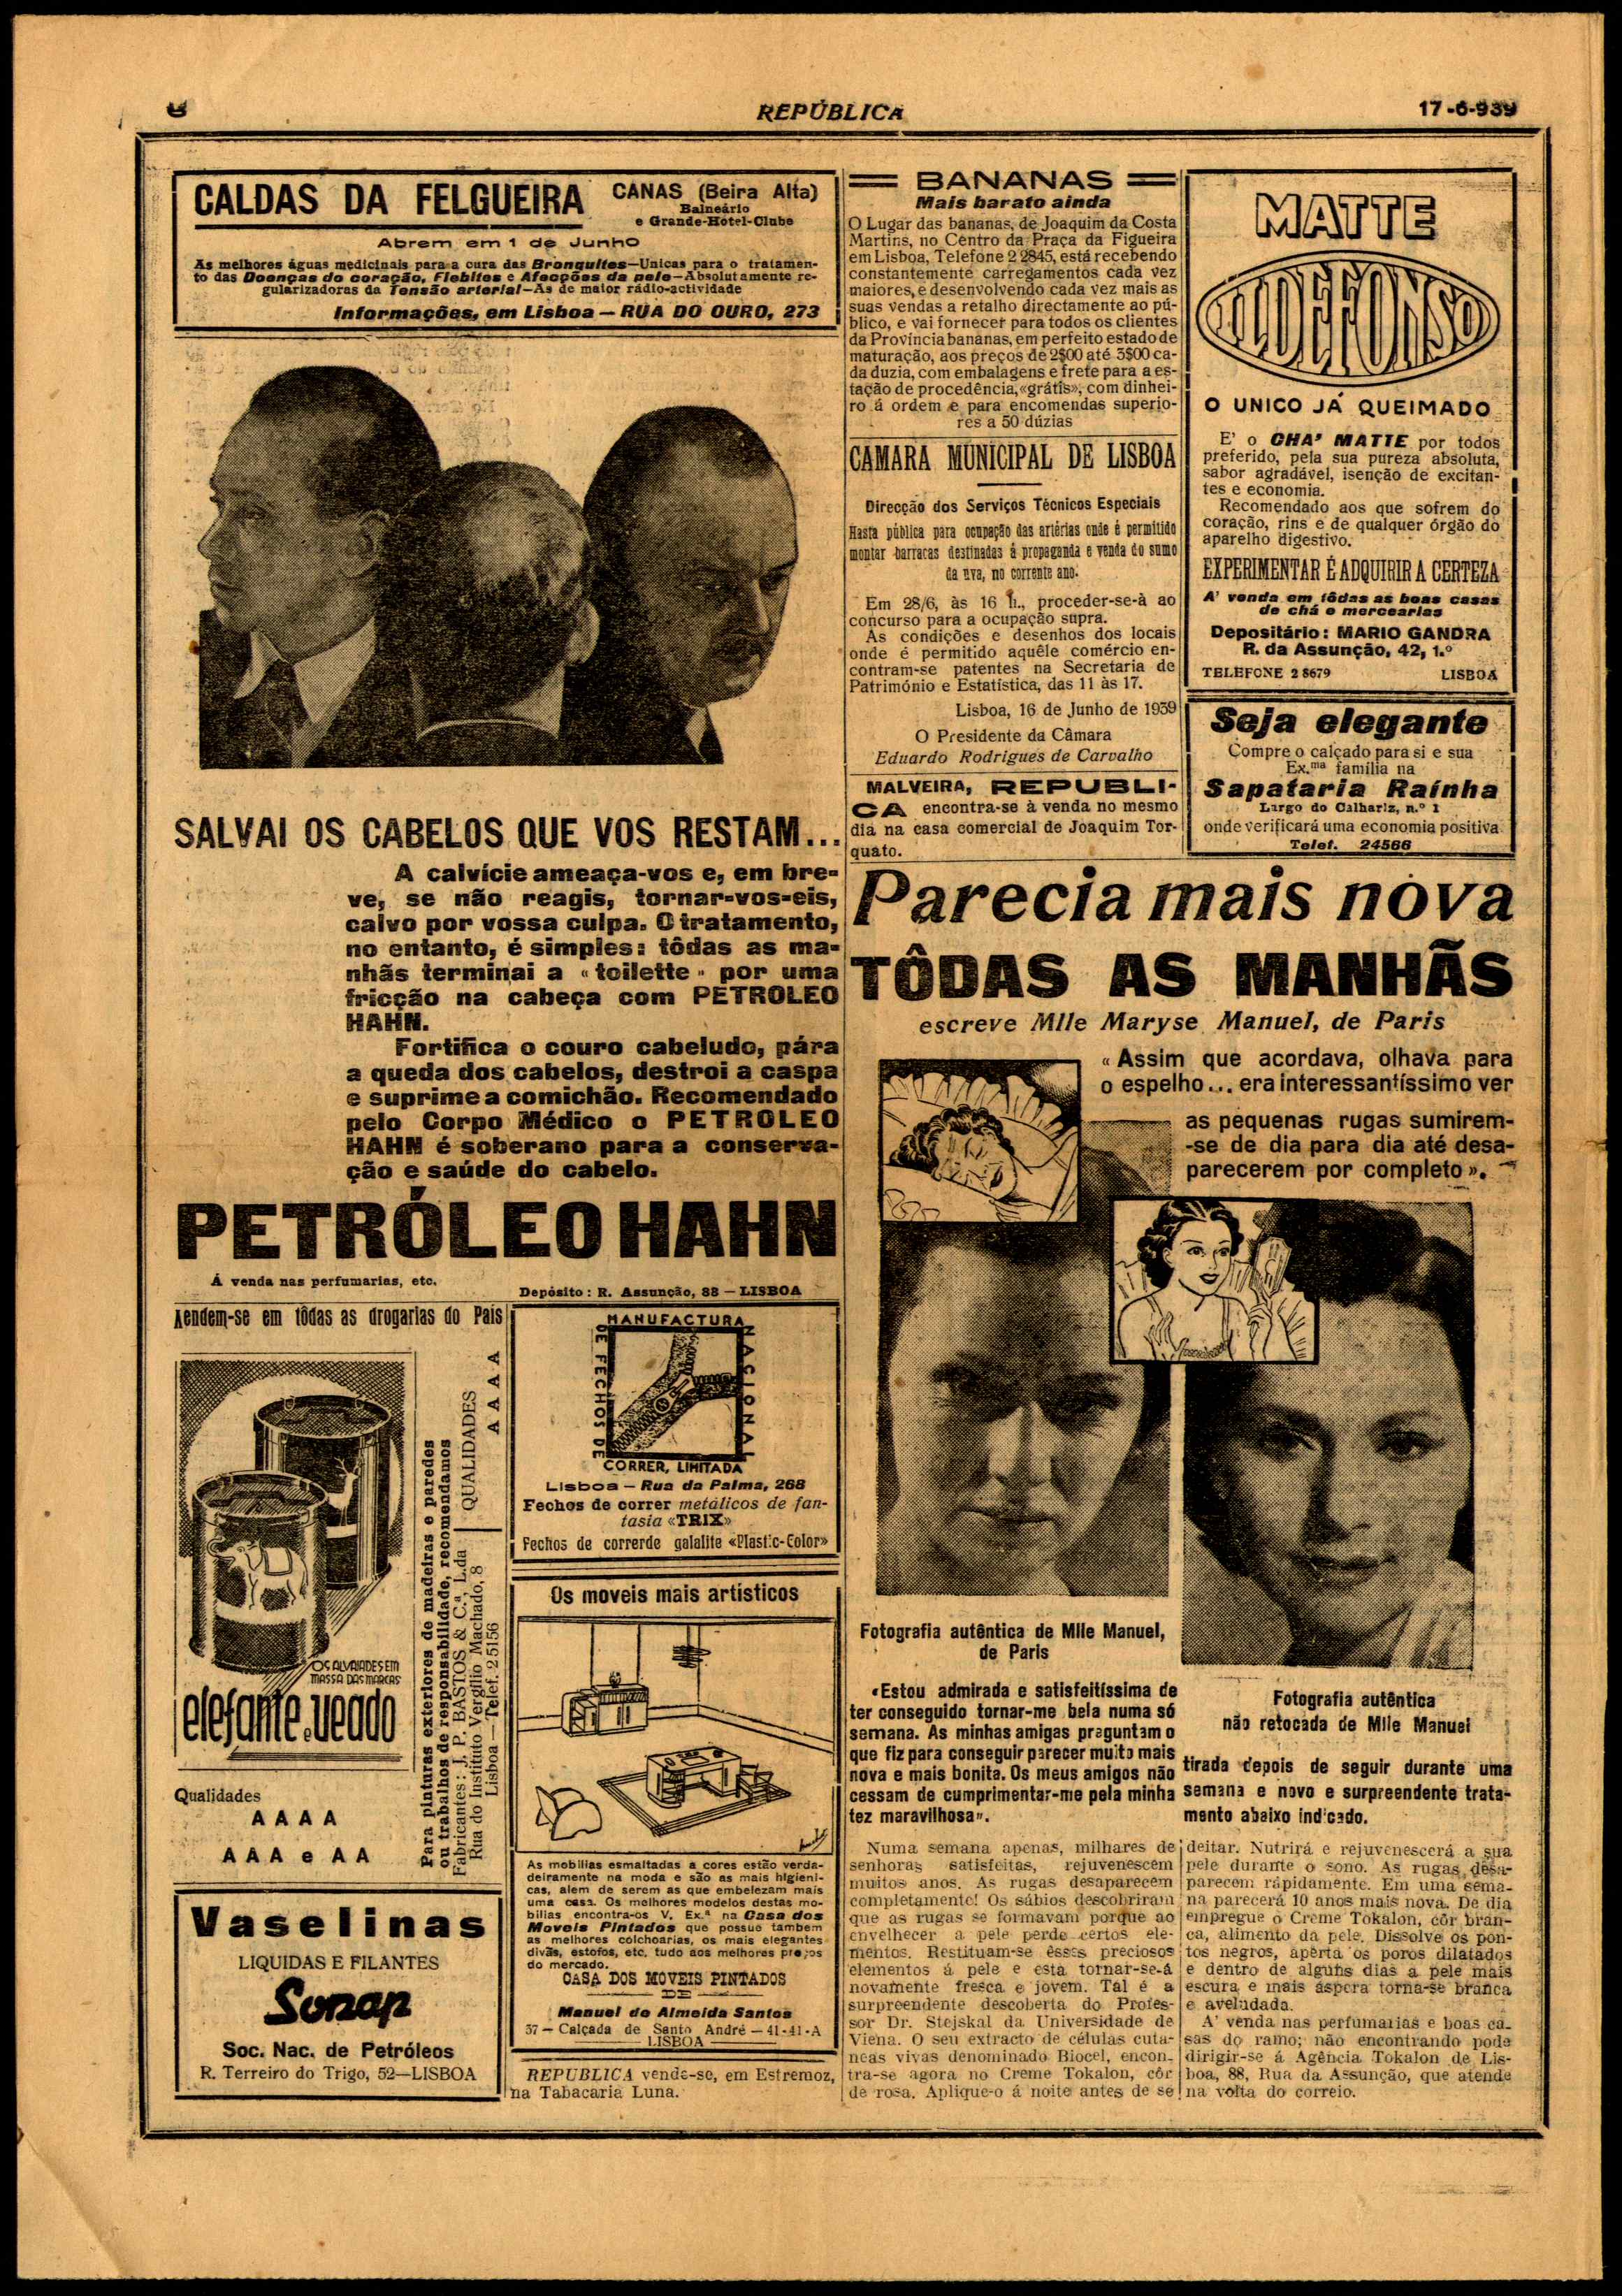 REPÚBLICA
17-6-939
CALDAS DA FELGUEIRA
CANAS (Beira Alta)
Balneário
e Grande-Hotel-Clube
Abrem em 1 de Junho
As melhores águas medicinais para a cura das Bronquites—Unicas para o tratamen-
to das Doenças do coração, Flebites e Afecções da pele—Absolutamente re-
gularizadoras da Tensão arterial—As de maior rádio-actividade
Informações, em Lisboa — RUA DO OURO, 273
SALVAI OS CABELOS QUE VOS RESTAM...
A calvície ameaça-vos e, em bre-
ve, se não reagis, tornar-vos-eis,
calvo por vossa culpa. O tratamento,
no entanto, é simples: tôdas as ma-
nhãs terminai a «toilette» por uma
fricção na cabeça com PETROLEO
HAHN.
Fortifica o couro cabeludo, pára
a queda dos cabelos, destroi a caspa
e suprime a comichão. Recomendado
pelo Corpo Médico o PETROLEO
HAHN é soberano para a conserva-
ção e saúde do cabelo.
PETRÓLEO HAHN
Á venda nas perfumarias, etc.
Depósito: R. Assunção, 88 — LISBOA
Vendem-se em tôdas as drogarias do País
OS ALVAIADES EM
MASSA DAS MARCAS
elefante e veado
Qualidades
A A A A
A A A e A A
Para pinturas exteriores de madeiras e paredes
ou trabalhos de responsabilidade, recomendamos
QUALIDADES
A A A A
Fabricantes: J. P. BASTOS & C.ª, L.da
Rua do Instituto Vergilio Machado, 8
Lisboa — Telef. 25156
Vaselinas
LIQUIDAS E FILANTES
Sonap
Soc. Nac. de Petróleos
R. Terreiro do Trigo, 52—LISBOA
MANUFACTURA
NACIONAL
DE FECHOS DE
CORRER, LIMITADA
Lisboa — Rua da Palma, 268
Fechos de correr metálicos de fan-
tasia «TRIX»
Fechos de correrde galalite «Plastic-Color»
Os moveis mais artísticos
As mobilias esmaltadas a cores estão verda-
deiramente na moda e são as mais higieni-
cas, alem de serem as que embelezam mais
uma casa. Os melhores modelos destas mo-
bilias encontra-os V. Ex.ª na Casa dos
Moveis Pintados que possue tambem
as melhores colchoarias, os mais elegantes
divãs, estofos, etc. tudo aos melhores preços
do mercado.
CASA DOS MOVEIS PINTADOS
DE
Manuel de Almeida Santos
37 — Calçada de Santo André — 41-41-A
LISBOA
REPUBLICA vende-se, em Estremoz,
na Tabacaria Luna.
BANANAS
Mais barato ainda
O Lugar das bananas, de Joaquim da Costa
Martins, no Centro da Praça da Figueira
em Lisboa, Telefone 2 2845, está recebendo
constantemente carregamentos cada vez
maiores, e desenvolvendo cada vez mais as
suas vendas a retalho directamente ao pú-
blico, e vai fornecer para todos os clientes
da Província bananas, em perfeito estado de
maturação, aos preços de 2$00 até 3$00 ca-
da duzia, com embalagens e frete para a es-
tação de procedência, «grátis», com dinhei-
ro á ordem e para encomendas superio-
res a 50 dúzias
CAMARA MUNICIPAL DE LISBOA
Direcção dos Serviços Técnicos Especiais
Hasta pública para ocupação das artérias onde é permitido
montar barracas destinadas à propaganda e venda do sumo
da uva, no corrente ano.
Em 28/6, às 16 h., proceder-se-à ao
concurso para a ocupação supra.
As condições e desenhos dos locais
onde é permitido aquêle comércio en-
contram-se patentes na Secretaria de
Património e Estatística, das 11 às 17.
Lisboa, 16 de Junho de 1939
O Presidente da Câmara
Eduardo Rodrigues de Carvalho
MALVEIRA, REPUBLI-
CA encontra-se à venda no mesmo
dia na casa comercial de Joaquim Tor-
quato.
MATTE
ILDEFONSO
O UNICO JÁ QUEIMADO
E' o CHA' MATTE por todos
preferido, pela sua pureza absoluta,
sabor agradável, isenção de excitan-
tes e economia.
Recomendado aos que sofrem do
coração, rins e de qualquer órgão do
aparelho digestivo.
EXPERIMENTAR É ADQUIRIR A CERTEZA
A' venda em tôdas as boas casas
de chá e mercearias
Depositário: MARIO GANDRA
R. da Assunção, 42, 1.º
TELEFONE 2 8679
LISBOA
Seja elegante
Compre o calçado para si e sua
Ex.ma família na
Sapataria Raínha
Largo do Calhariz, n.º 1
onde verificará uma economia positiva
Telef. 24566
Parecia mais nova
TÔDAS AS MANHÃS
escreve Mlle Maryse Manuel, de Paris
«Assim que acordava, olhava para
o espelho... era interessantíssimo ver
as pequenas rugas sumirem-
-se de dia para dia até desa-
parecerem por completo».
Fotografia autêntica de Mlle Manuel,
de Paris
«Estou admirada e satisfeitíssima de
ter conseguido tornar-me bela numa só
semana. As minhas amigas preguntam o
que fiz para conseguir parecer muito mais
nova e mais bonita. Os meus amigos não
cessam de cumprimentar-me pela minha
tez maravilhosa».
Fotografia autêntica
não retocada de Mlle Manuel
tirada depois de seguir durante uma
semana e novo e surpreendente trata-
mento abaixo indicado.
Numa semana apenas, milhares de
senhoras satisfeitas, rejuvenescem
muitos anos. As rugas desaparecem
completamente! Os sábios descobriram
que as rugas se formavam porque ao
envelhecer a pele perde certos ele-
mentos. Restituam-se êsses preciosos
elementos á pele e esta tornar-se-á
novamente fresca e jovem. Tal é a
surpreendente descoberta do Profes-
sor Dr. Stejskal da Universidade de
Viena. O seu extracto de células cutâ-
neas vivas denominado Biocel, encon-
tra-se agora no Creme Tokalon, côr
de rosa. Aplique-o á noite antes de se
deitar. Nutrirá e rejuvenescerá a sua
pele durante o sono. As rugas desa-
parecem rápidamente. Em uma sema-
na parecerá 10 anos mais nova. De dia
empregue o Creme Tokalon, côr bran-
ca, alimento da pele. Dissolve os pon-
tos negros, aperta os poros dilatados
e dentro de alguns dias a pele mais
escura e mais áspera torna-se branca
e aveludada.
A' venda nas perfumarias e boas ca-
sas do ramo; não encontrando pode
dirigir-se á Agência Tokalon de Lis-
boa, 88, Rua da Assunção, que atende
na volta do correio.